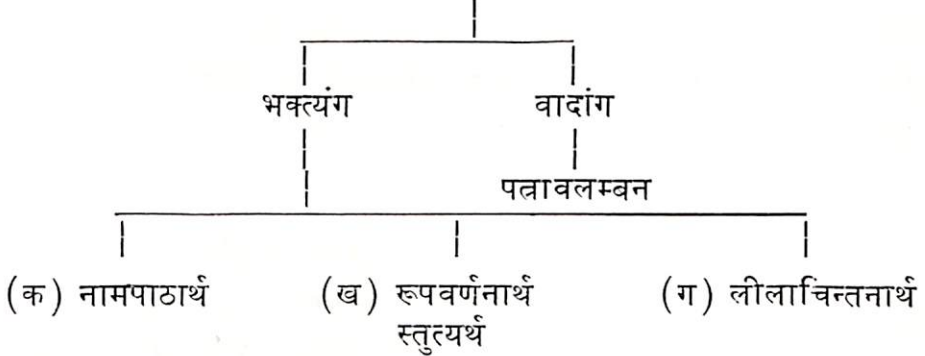 भक्त्यंग वादांग
पत्रावलम्बन
(क) नामपाठार्थ (ख) रूपवर्णनार्थ (ग) लीलाचिन्तनार्थ
स्तुत्यर्थ